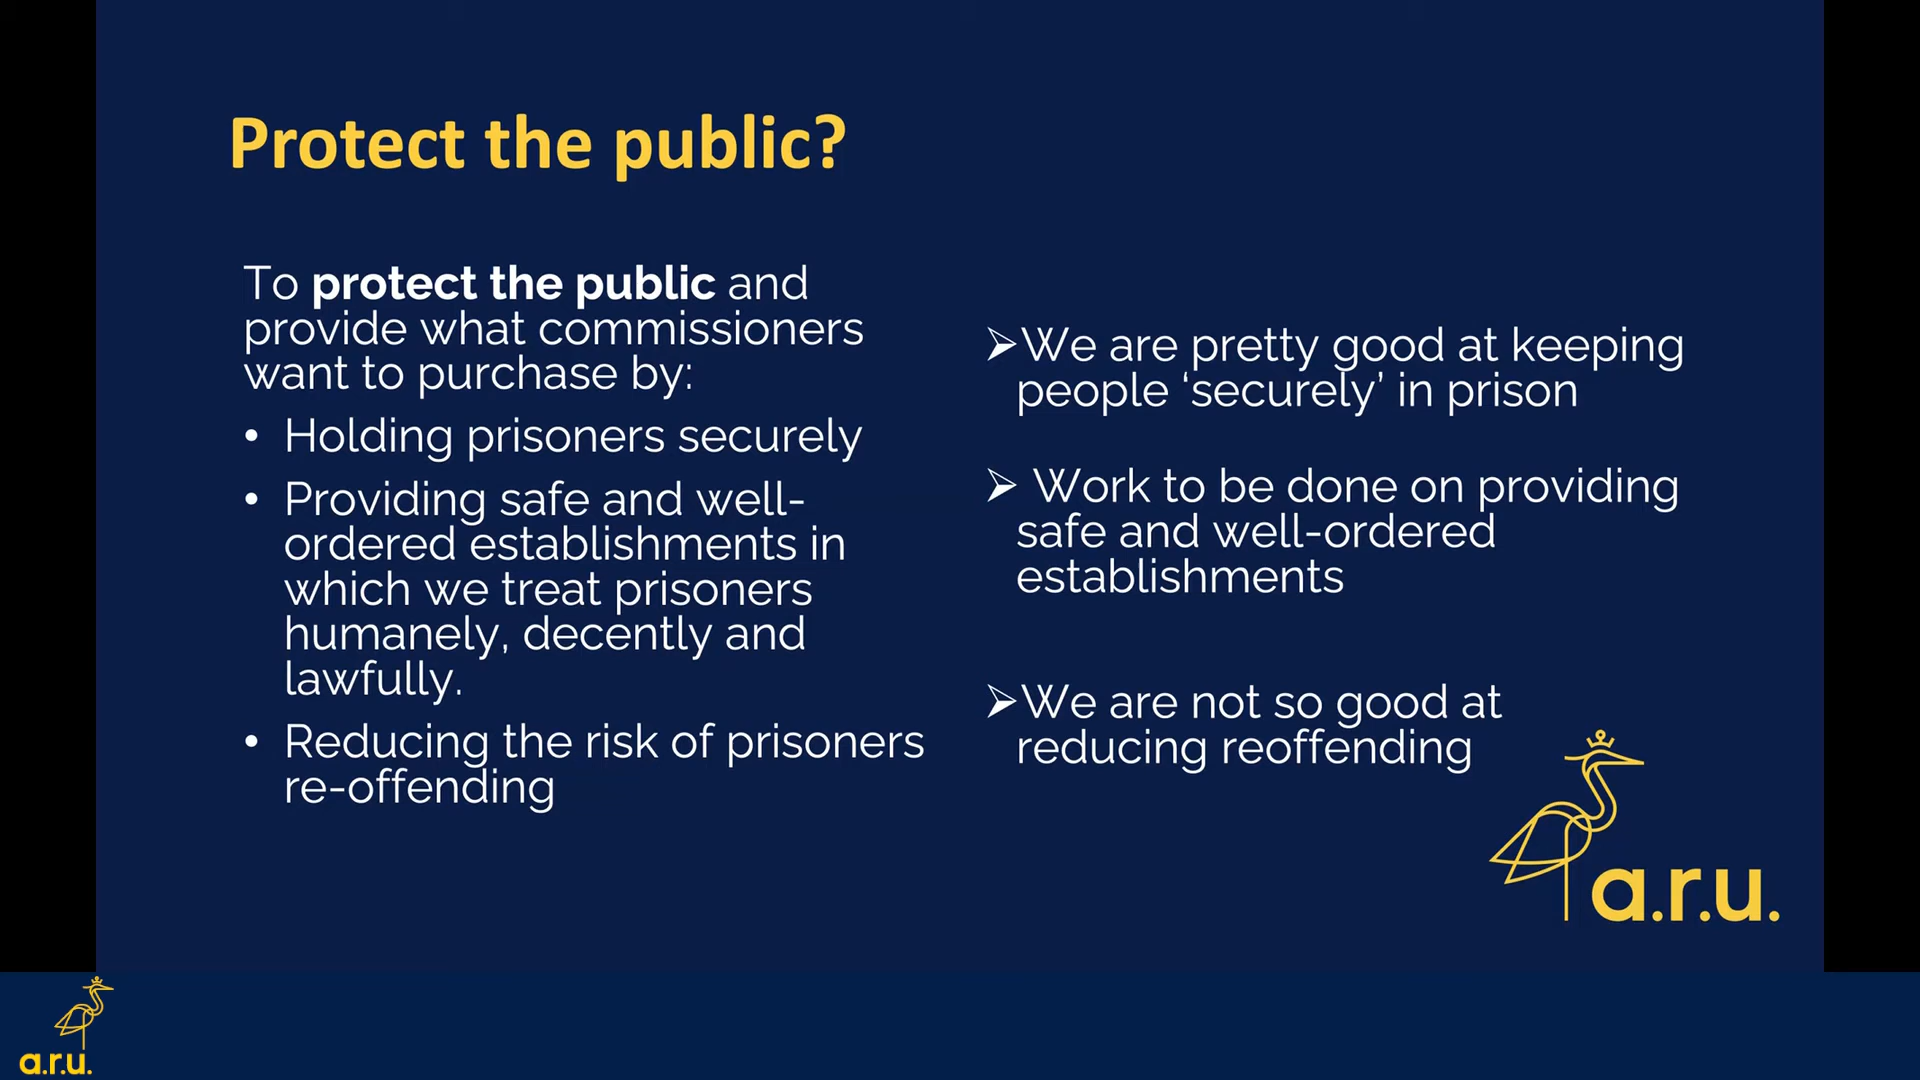 Protect the public?
To protect the public and
provide what commissioners
want to purchase by:
• Holding prisoners securely
• Providing safe and well-
ordered establishments in
which we treat prisoners
humanely, decently and
lawfully.
• Reducing the risk of prisoners
re-offending
➢We are pretty good at keeping
people ‘securely’ in prison
➢ Work to be done on providing
safe and well-ordered
establishments
➢We are not so good at
reducing reoffending
a.r.u.
a.r.u.